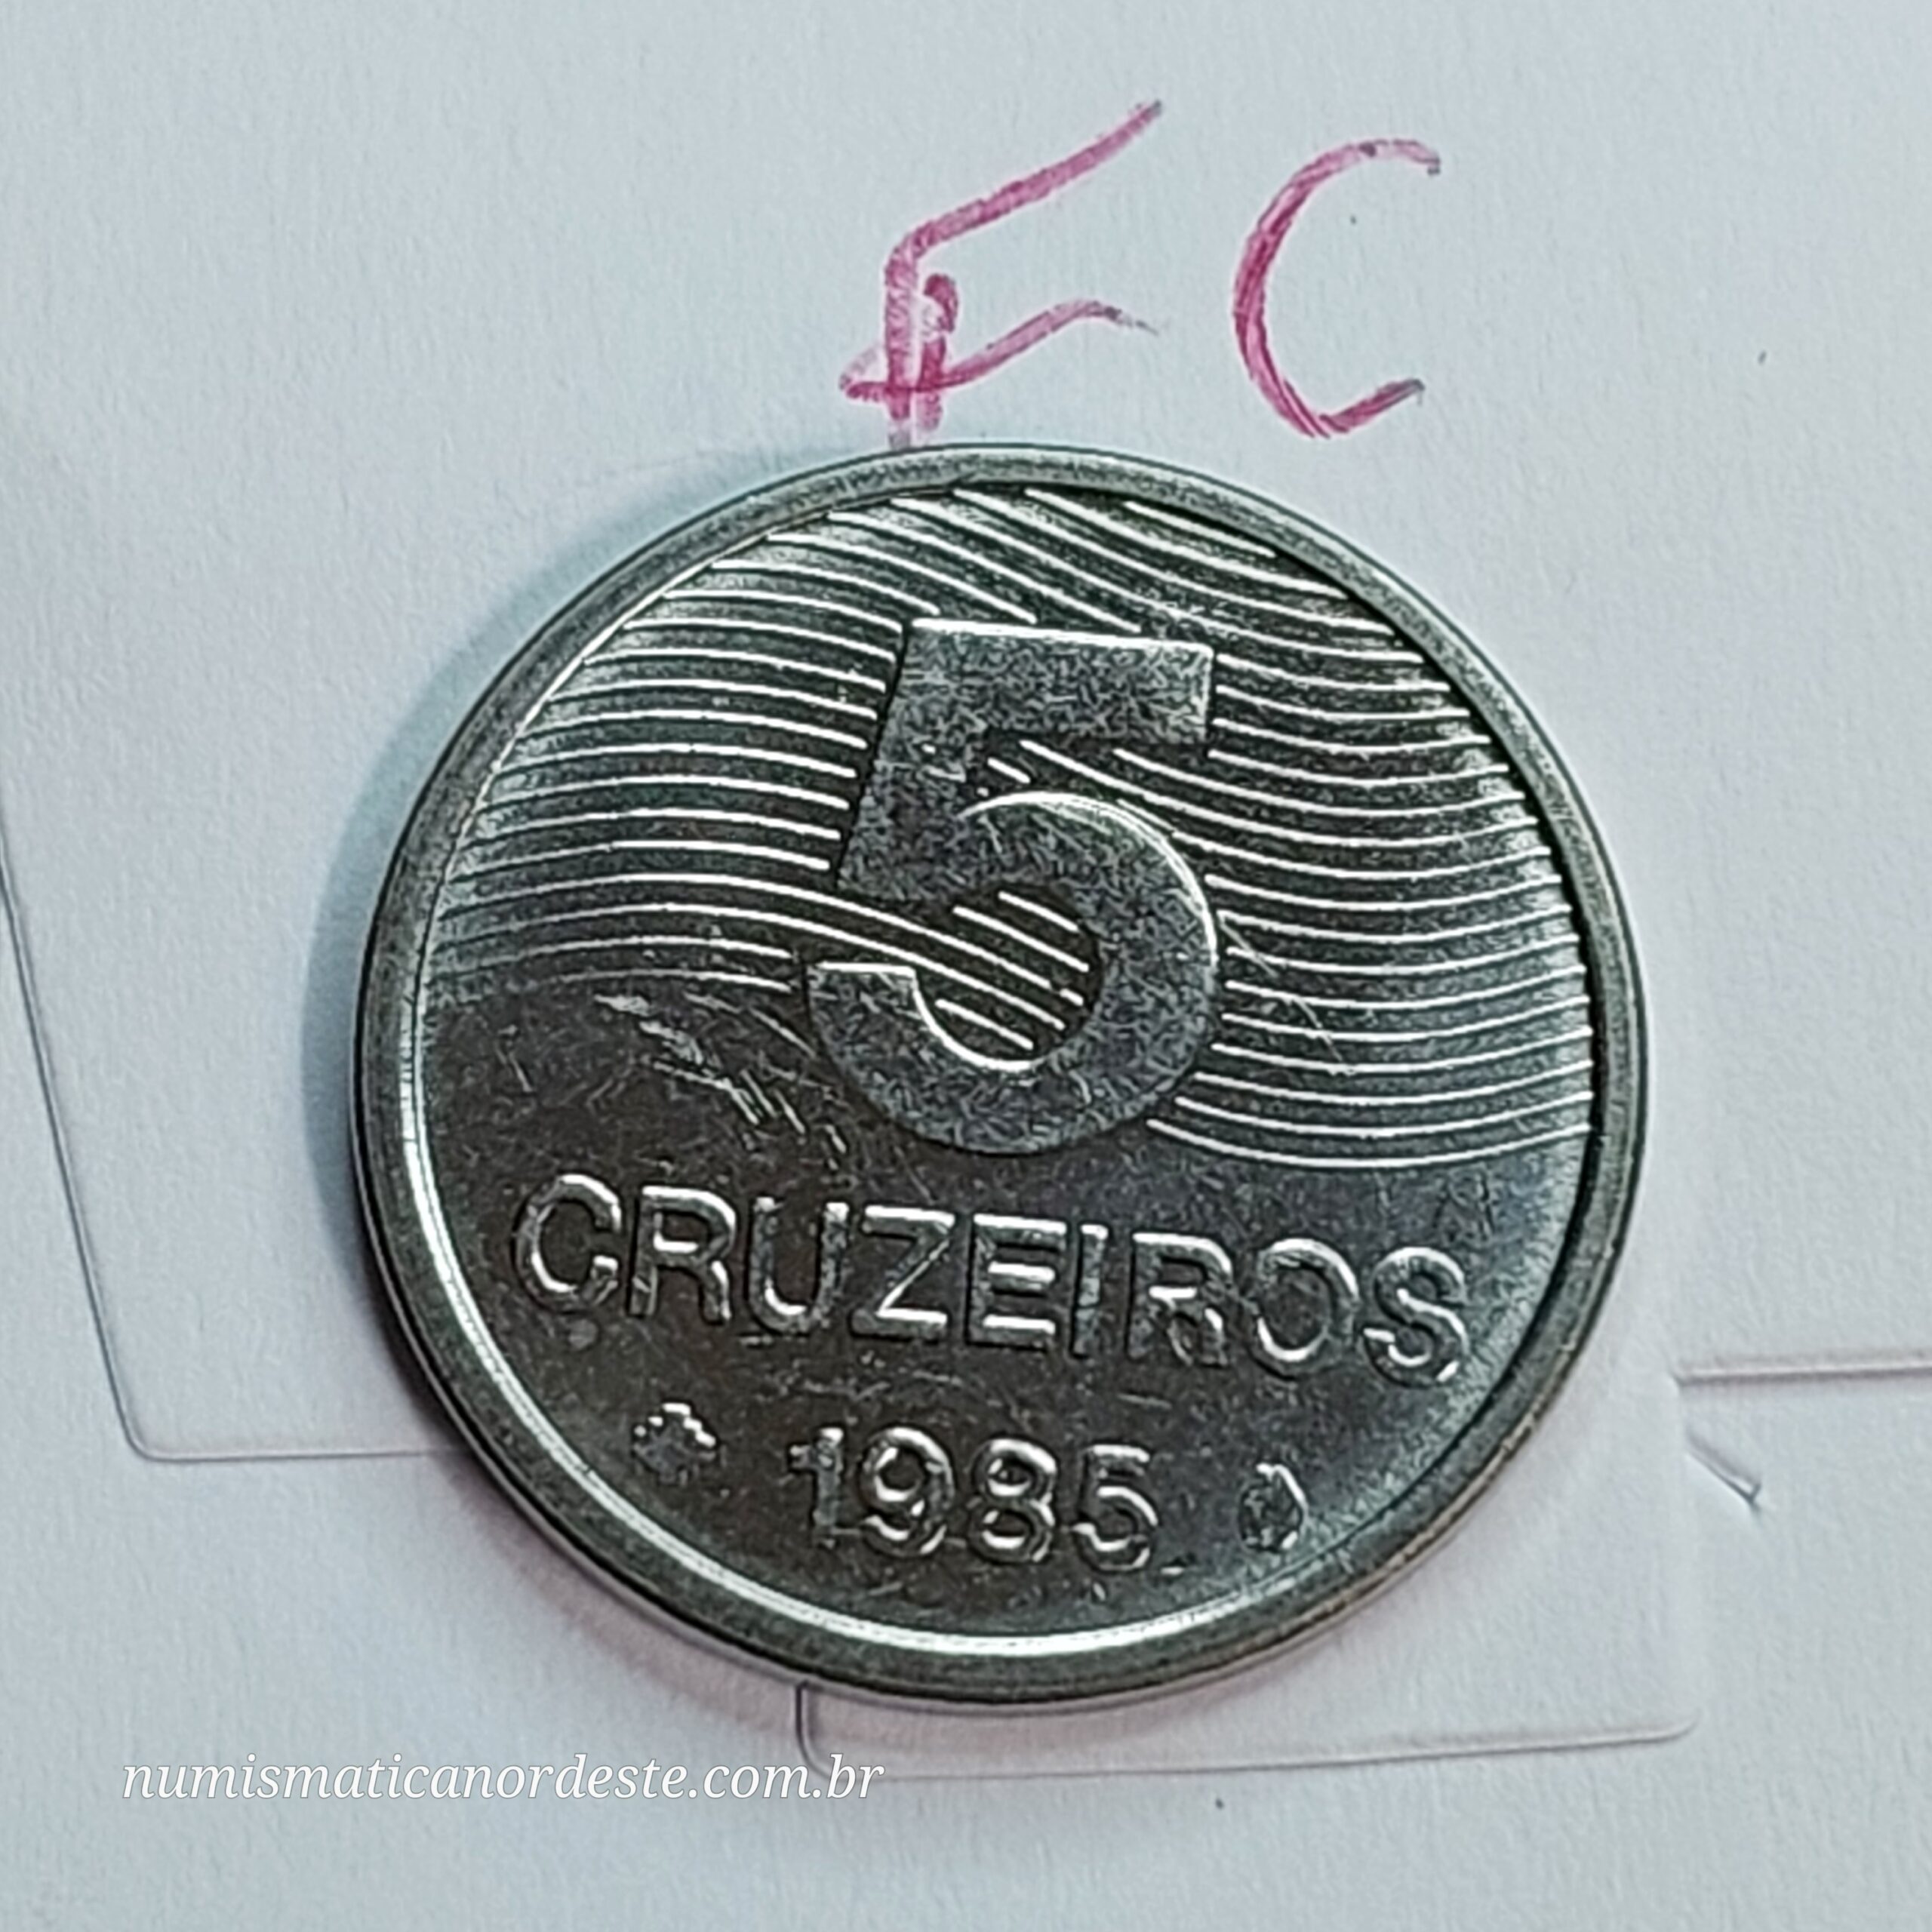 FC
5
CRUZEIROS
1985
numismaticanordeste.com.br